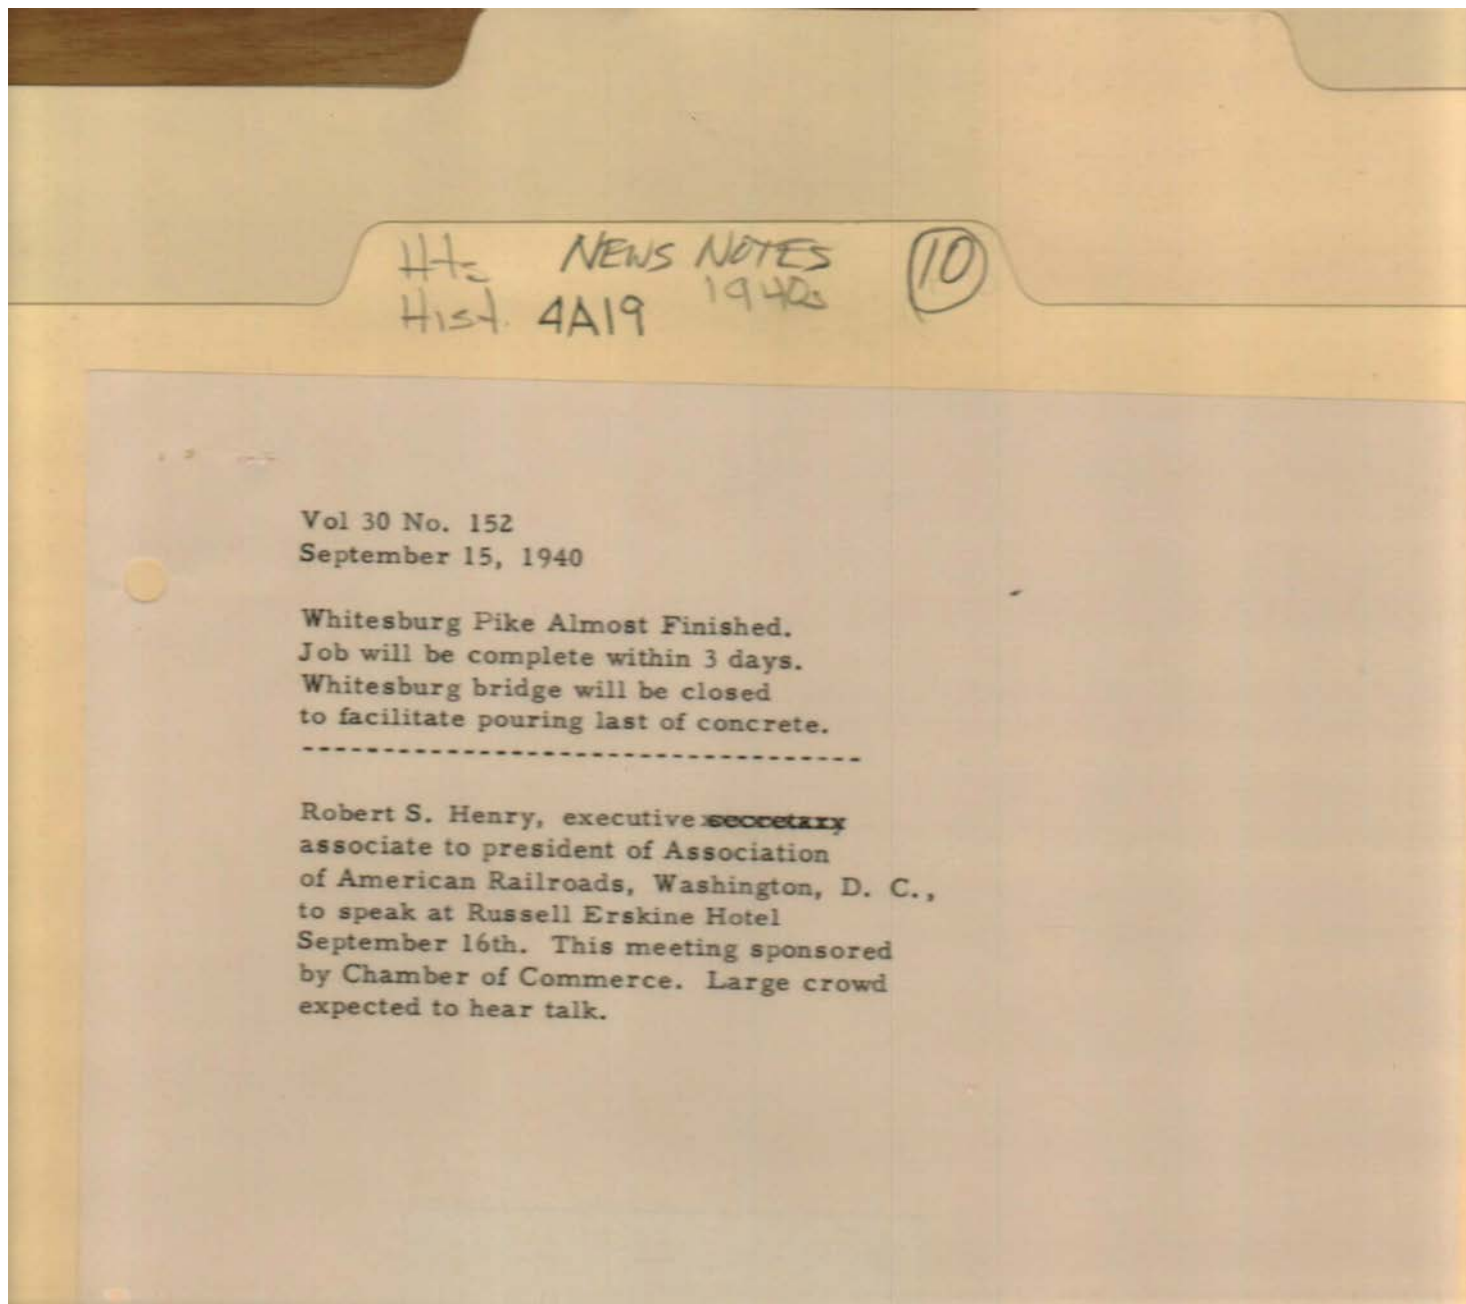 Hts NEWS NOTES 10
Hist. 4A19 1940s
Vol 30 No. 152
September 15, 1940
Whitesburg Pike Almost Finished.
Job will be complete within 3 days.
Whitesburg bridge will be closed
to facilitate pouring last of concrete.
-----------------------------------
Robert S. Henry, executive secretary
associate to president of Association
of American Railroads, Washington, D. C.,
to speak at Russell Erskine Hotel
September 16th. This meeting sponsored
by Chamber of Commerce. Large crowd
expected to hear talk.